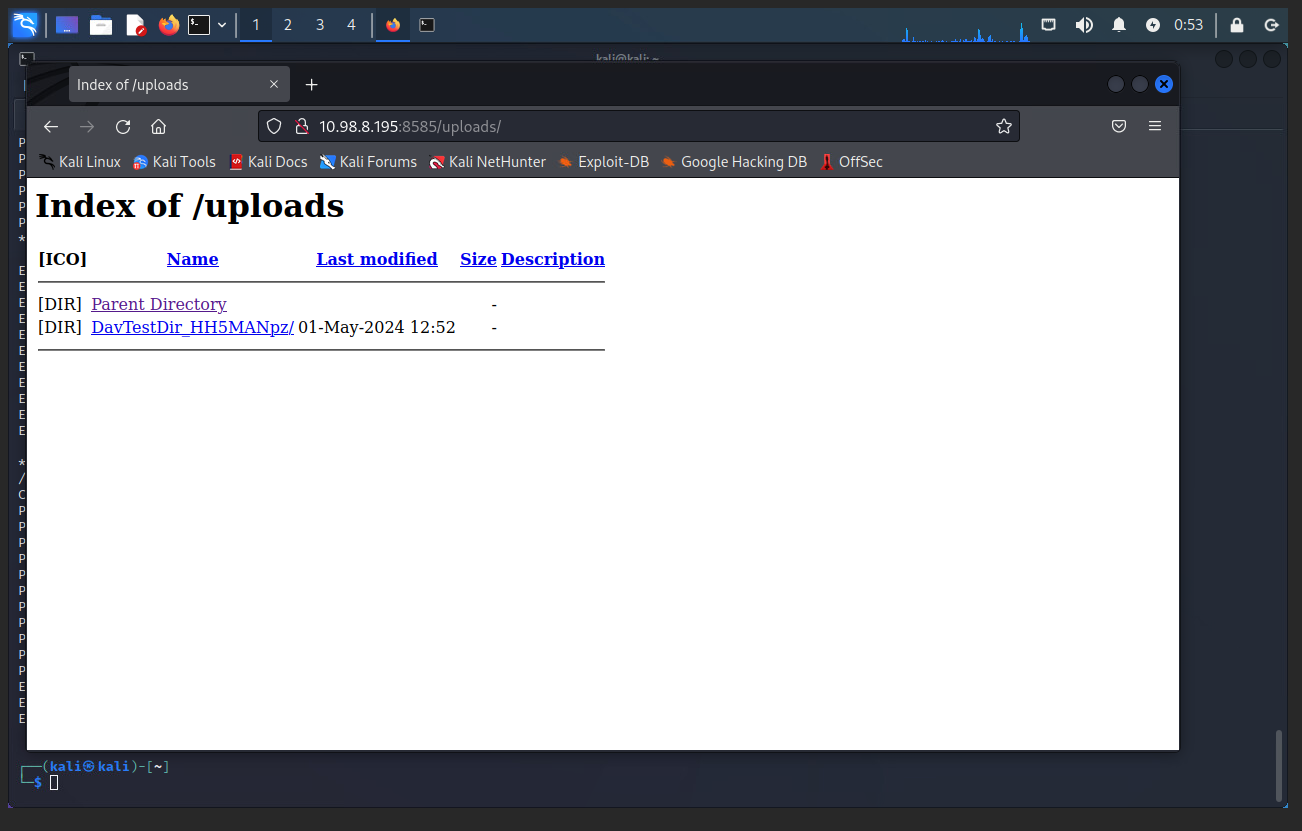 1 2 3 4 0:53
kali@kali: ~
Index of /uploads
10.98.8.195:8585/uploads/
Kali Linux Kali Tools Kali Docs Kali Forums Kali NetHunter Exploit-DB Google Hacking DB OffSec
Index of /uploads
[ICO] Name Last modified Size Description
[DIR] Parent Directory -
[DIR] DavTestDir_HH5MANpz/ 01-May-2024 12:52 -
P
P
P
P
P
P
*
E
E
E
E
E
E
E
E
E
E
E
*
/
C
P
P
P
P
P
P
P
P
P
P
P
E
E
E
┌──(kali㉿kali)-[~]
└─$